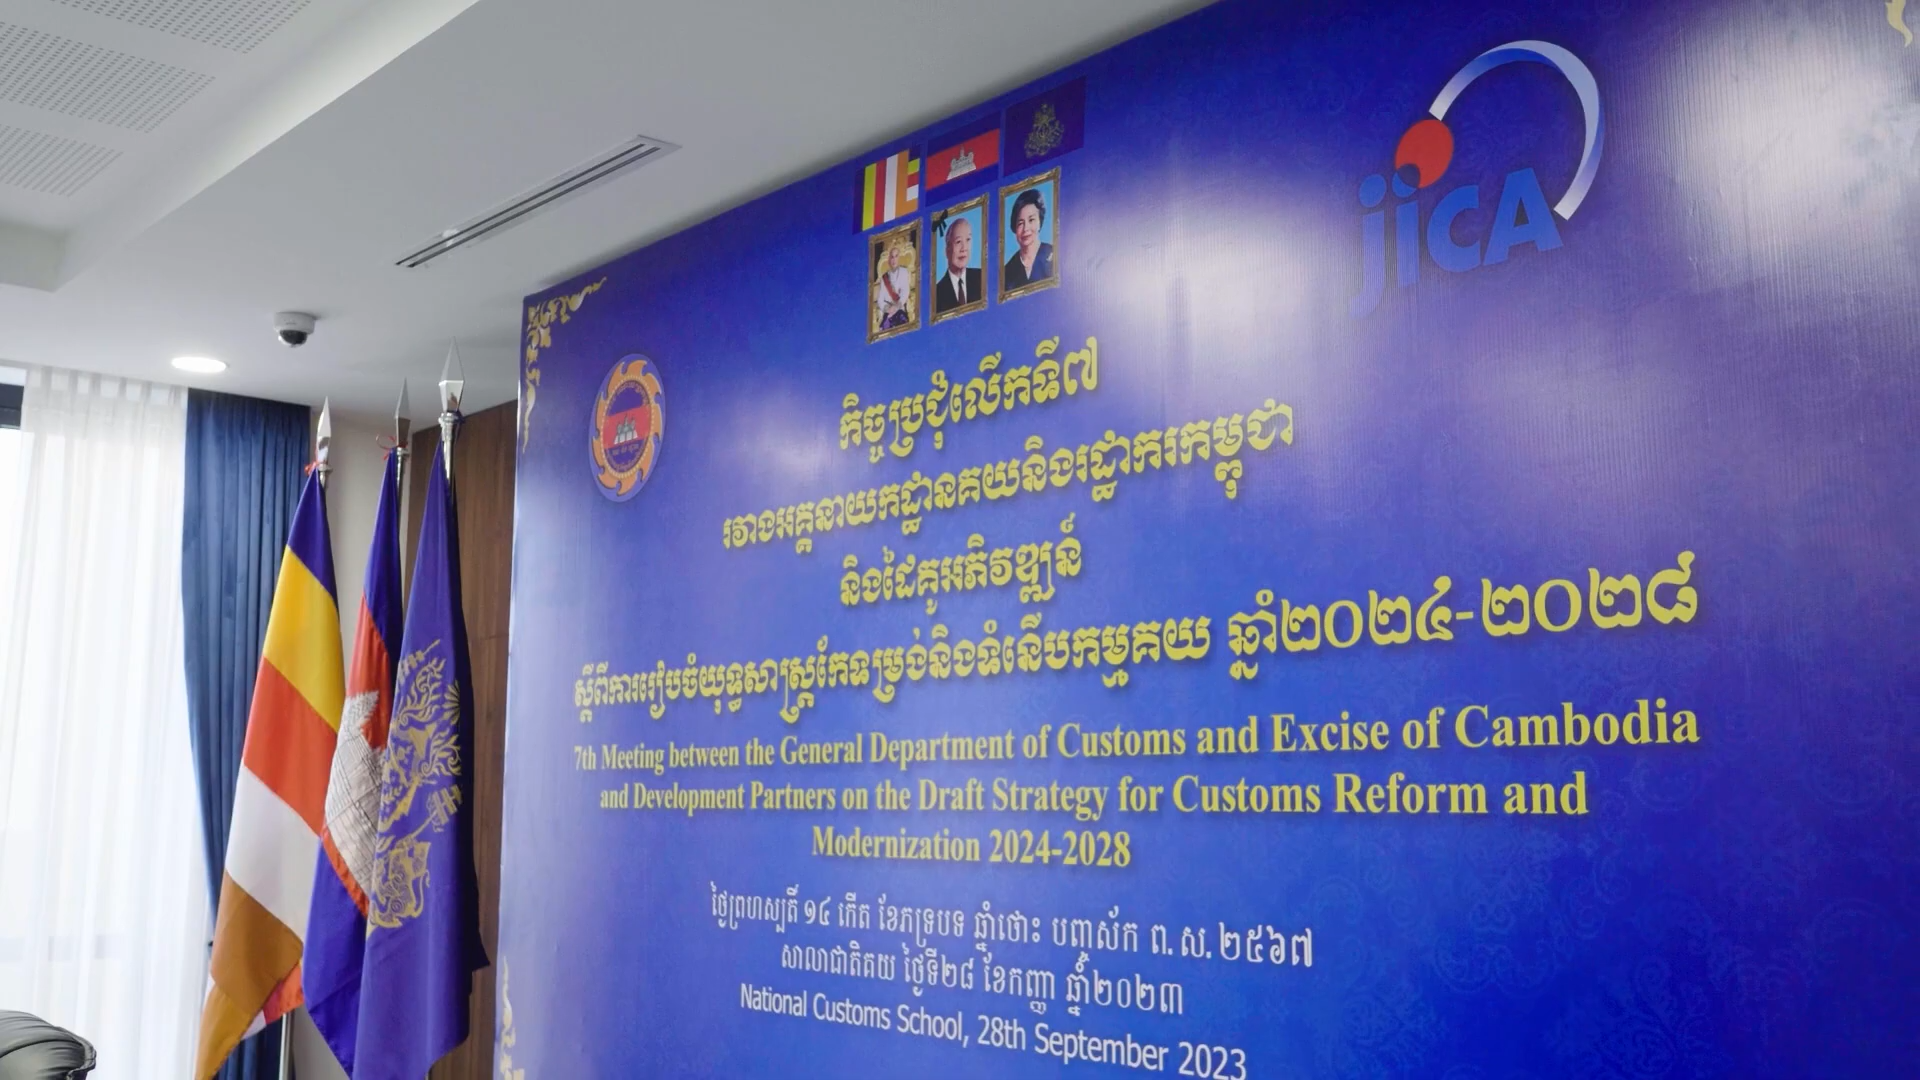 jica
កិច្ចប្រជុំលើកទី៧
រវាងអគ្គនាយកដ្ឋានគយនិងរដ្ឋាករកម្ពុជា
និងដៃគូអភិវឌ្ឍន៍
ស្ដីពីការរៀបចំយុទ្ធសាស្ត្រកែទម្រង់និងទំនើបកម្មគយ ឆ្នាំ២០២៤-២០២៨
7th Meeting between the General Department of Customs and Excise of Cambodia
and Development Partners on the Draft Strategy for Customs Reform and
Modernization 2024-2028
ថ្ងៃព្រហស្បតិ៍ ១៤ កើត ខែភទ្របទ ឆ្នាំថោះ បញ្ចស័ក ព.ស.២៥៦៧
សាលាជាតិគយ ថ្ងៃទី២៨ ខែកញ្ញា ឆ្នាំ២០២៣
National Customs School, 28th September 2023